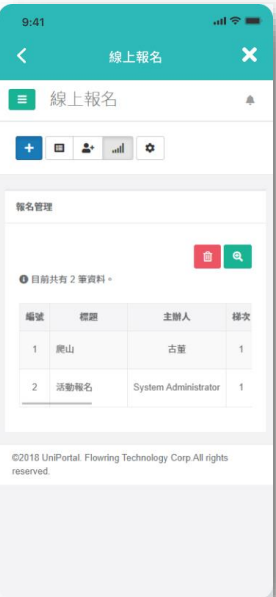 9:41
線上報名
線上報名
報名管理
目前共有 2 筆資料。
編號 標題 主辦人 梯次
1 爬山 古董 1
2 活動報名 System Administrator 1
©2018 UniPortal. Flowring Technology Corp.All rights
reserved.